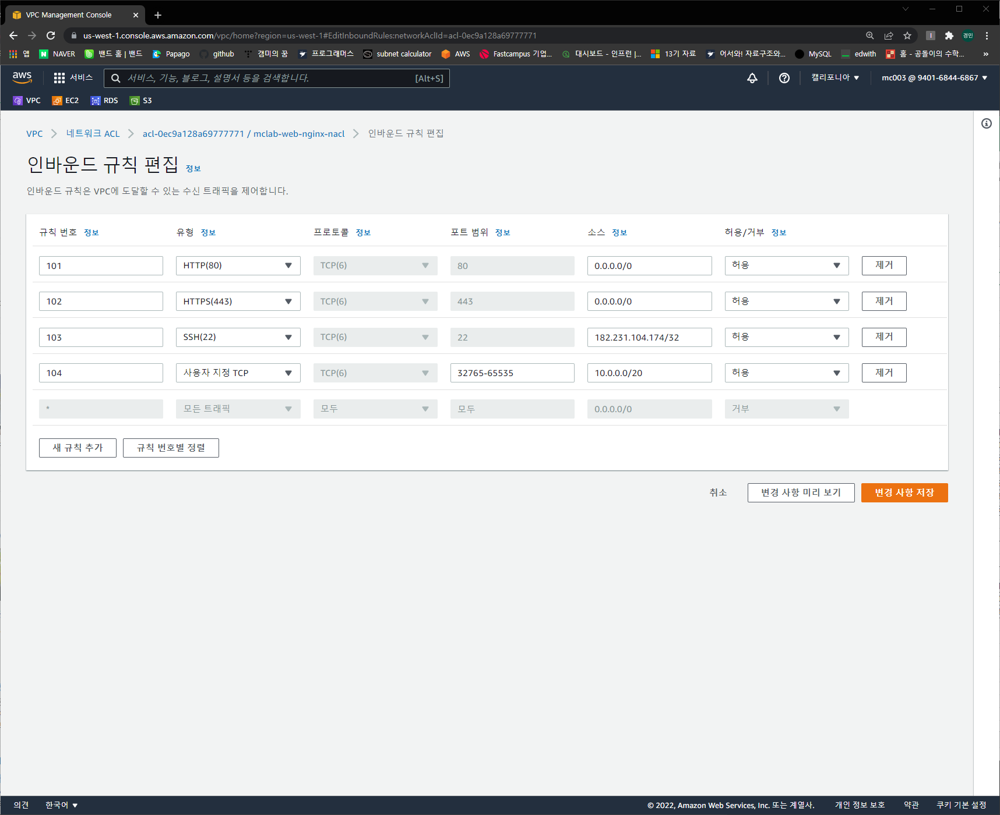 VPC Management Console
us-west-1.console.aws.amazon.com/vpc/home?region=us-west-1#EditInboundRules:networkAclId=acl-0ec9a128a69777771
경민
앱 NAVER 밴드 홈 | 밴드 Papago github 캠미의 꿈 프로그래머스 subnet calculator AWS Fastcampus 기업... 대시보드 - 인프런 |... 13기 자료 어서와! 자료구조와... MySQL edwith 홈 - 공돌이의 수학... »
aws 서비스 서비스, 기능, 블로그, 설명서 등을 검색합니다. [Alt+S] 캘리포니아 mc003 @ 9401-6844-6867
VPC EC2 RDS S3
VPC 네트워크 ACL acl-0ec9a128a69777771 / mclab-web-nginx-nacl 인바운드 규칙 편집
인바운드 규칙 편집 정보
인바운드 규칙은 VPC에 도달할 수 있는 수신 트래픽을 제어합니다.
규칙 번호 정보 유형 정보 프로토콜 정보 포트 범위 정보 소스 정보 허용/거부 정보
101 HTTP(80) TCP(6) 80 0.0.0.0/0 허용 제거
102 HTTPS(443) TCP(6) 443 0.0.0.0/0 허용 제거
103 SSH(22) TCP(6) 22 182.231.104.174/32 허용 제거
104 사용자 지정 TCP TCP(6) 32765-65535 10.0.0.0/20 허용 제거
* 모든 트래픽 모두 모두 0.0.0.0/0 거부
새 규칙 추가 규칙 번호별 정렬
취소 변경 사항 미리 보기 변경 사항 저장
의견 한국어 © 2022, Amazon Web Services, Inc. 또는 계열사. 개인 정보 보호 약관 쿠키 기본 설정